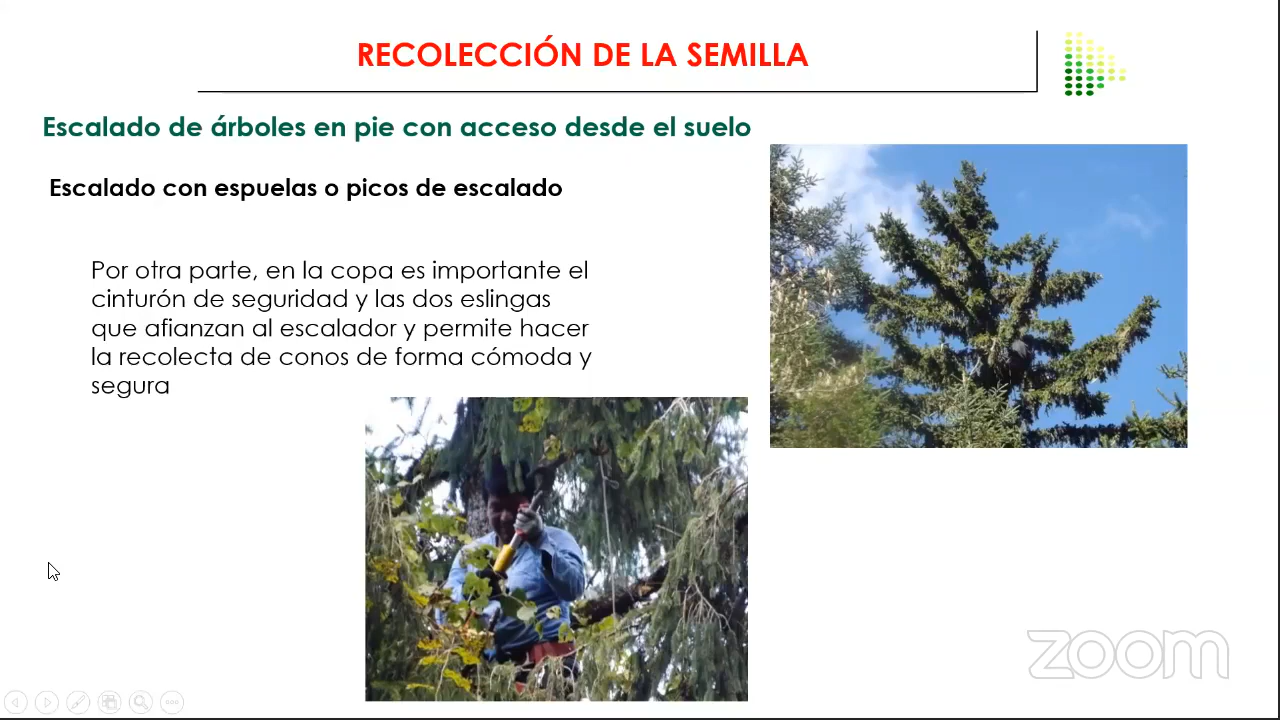 RECOLECCIÓN DE LA SEMILLA
Escalado de árboles en pie con acceso desde el suelo
Escalado con espuelas o picos de escalado
Por otra parte, en la copa es importante el
cinturón de seguridad y las dos eslingas
que afianzan al escalador y permite hacer
la recolecta de conos de forma cómoda y
segura
zoom